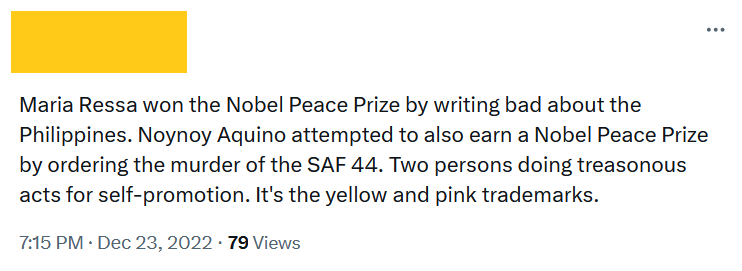 Maria Ressa won the Nobel Peace Prize by writing bad about the
Philippines. Noynoy Aquino attempted to also earn a Nobel Peace Prize
by ordering the murder of the SAF 44. Two persons doing treasonous
acts for self-promotion. It's the yellow and pink trademarks.
7:15 PM · Dec 23, 2022 · 79 Views